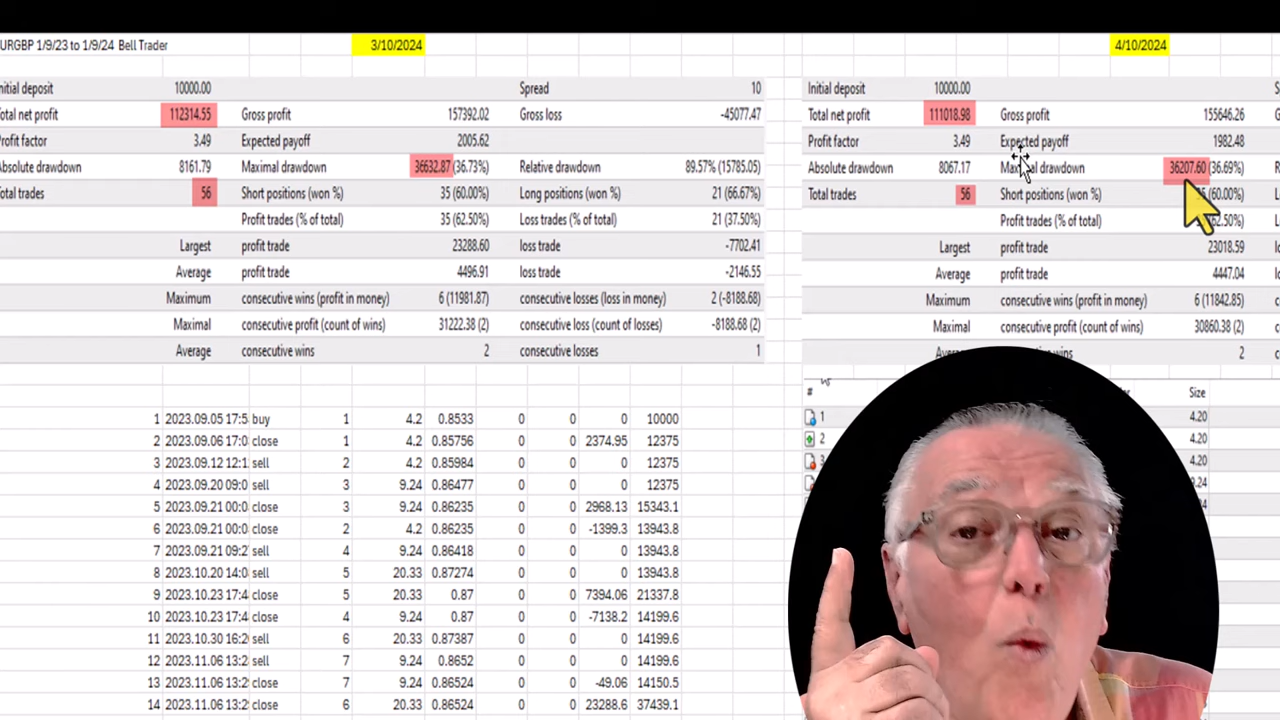 URGBP 1/9/23 to 1/9/24 Bell Trader 3/10/2024
nitial deposit 10000.00 Spread 10
Total net profit 112314.55 Gross profit 157392.02 Gross loss -45077.47
Profit factor 3.49 Expected payoff 2005.62
Absolute drawdown 8161.79 Maximal drawdown 36632.87 (36.73%) Relative drawdown 89.57% (15785.05)
Total trades 56 Short positions (won %) 35 (60.00%) Long positions (won %) 21 (66.67%)
Profit trades (% of total) 35 (62.50%) Loss trades (% of total) 21 (37.50%)
Largest profit trade 23288.60 loss trade -7702.41
Average profit trade 4496.91 loss trade -2146.55
Maximum consecutive wins (profit in money) 6 (11981.87) consecutive losses (loss in money) 2 (-8188.68)
Maximal consecutive profit (count of wins) 31222.38 (2) consecutive loss (count of losses) -8188.68 (2)
Average consecutive wins 2 consecutive losses 1
1 2023.09.05 17:5 buy 1 4.2 0.8533 0 0 0 10000
2 2023.09.06 17:0 close 1 4.2 0.85756 0 0 2374.95 12375
3 2023.09.12 12:1 sell 2 4.2 0.85984 0 0 0 12375
4 2023.09.20 09:0 sell 3 9.24 0.86477 0 0 0 12375
5 2023.09.21 00:0 close 3 9.24 0.86235 0 0 2968.13 15343.1
6 2023.09.21 00:0 close 2 4.2 0.86235 0 0 -1399.3 13943.8
7 2023.09.21 09:2 sell 4 9.24 0.86418 0 0 0 13943.8
8 2023.10.20 14:0 sell 5 20.33 0.87274 0 0 0 13943.8
9 2023.10.23 17:4 close 5 20.33 0.87 0 0 7394.06 21337.8
10 2023.10.23 17:4 close 4 9.24 0.87 0 0 -7138.2 14199.6
11 2023.10.30 16:2 sell 6 20.33 0.87387 0 0 0 14199.6
12 2023.11.06 13:2 sell 7 9.24 0.8652 0 0 0 14199.6
13 2023.11.06 13:2 close 7 9.24 0.86524 0 0 -49.06 14150.5
14 2023.11.06 13:2 close 6 20.33 0.86524 0 0 23288.6 37439.1
4/10/2024
Initial deposit 10000.00
Total net profit 111018.98 Gross profit 155646.26
Profit factor 3.49 Expected payoff 1982.48
Absolute drawdown 8067.17 Maximal drawdown 36207.60 (36.69%)
Total trades 56 Short positions (won %) (60.00%)
Profit trades (% of total)
Largest profit trade 23018.59
Average profit trade 4447.04
Maximum consecutive wins (profit in money) 6 (11842.85)
Maximal consecutive profit (count of wins) 30860.38 (2)
wins 2
# Size
1 4.20
2 4.20
4.20